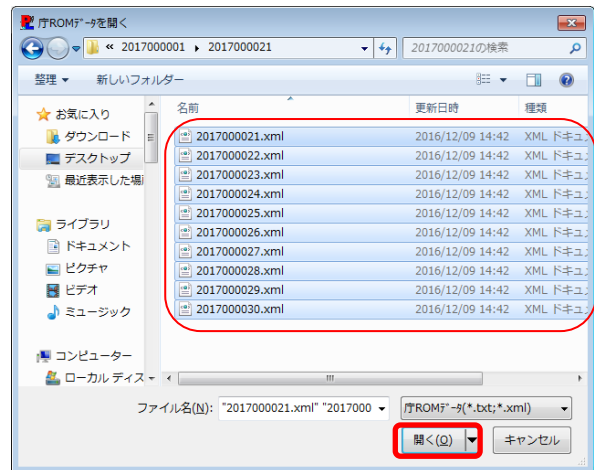 庁ROMﾃﾞｰﾀを開く
« 2017000001 ▸ 2017000021
2017000021の検索
整理 ▼ 新しいフォルダー
お気に入り
ダウンロード
デスクトップ
最近表示した場
ライブラリ
ドキュメント
ピクチャ
ビデオ
ミュージック
コンピューター
ローカル ディス
名前 更新日時 種類
2017000021.xml 2016/12/09 14:42 XML ドキュメ
2017000022.xml 2016/12/09 14:42 XML ドキュメ
2017000023.xml 2016/12/09 14:42 XML ドキュメ
2017000024.xml 2016/12/09 14:42 XML ドキュメ
2017000025.xml 2016/12/09 14:42 XML ドキュメ
2017000026.xml 2016/12/09 14:42 XML ドキュメ
2017000027.xml 2016/12/09 14:42 XML ドキュメ
2017000028.xml 2016/12/09 14:42 XML ドキュメ
2017000029.xml 2016/12/09 14:42 XML ドキュメ
2017000030.xml 2016/12/09 14:42 XML ドキュメ
ファイル名(N): "2017000021.xml" "2017000
庁ROMﾃﾞｰﾀ(*.txt;*.xml)
開く(O) キャンセル